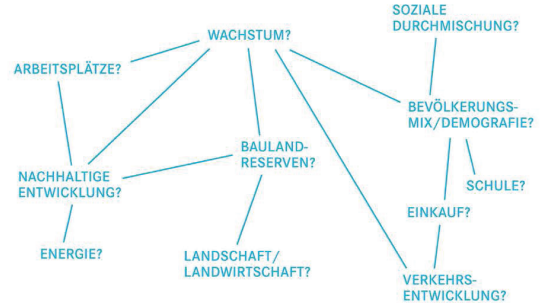 SOZIALE
DURCHMISCHUNG?
WACHSTUM?
ARBEITSPLÄTZE?
BEVÖLKERUNGS-
MIX/DEMOGRAFIE?
BAULAND-
RESERVEN?
NACHHALTIGE
ENTWICKLUNG?
SCHULE?
EINKAUF?
ENERGIE?
LANDSCHAFT/
LANDWIRTSCHAFT?
VERKEHRS-
ENTWICKLUNG?